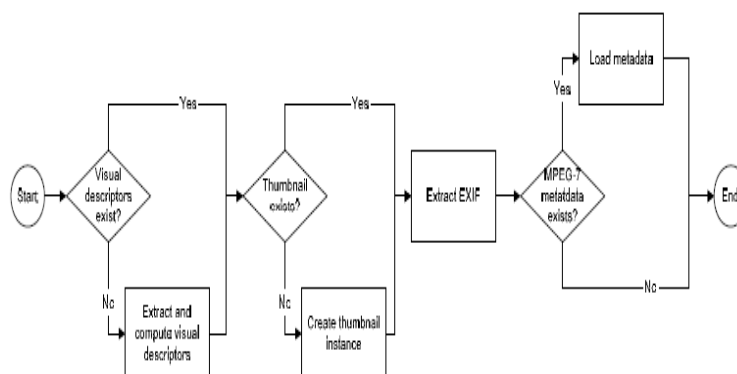 Start
Visual
descriptors
exist?
Yes
No
Extract and
compute visual
descriptors
Thumbnail
exists?
Yes
No
Create thumbnail
instance
Extract EXIF
MPEG-7
metatdata
exists?
Yes
Load metadata
No
End